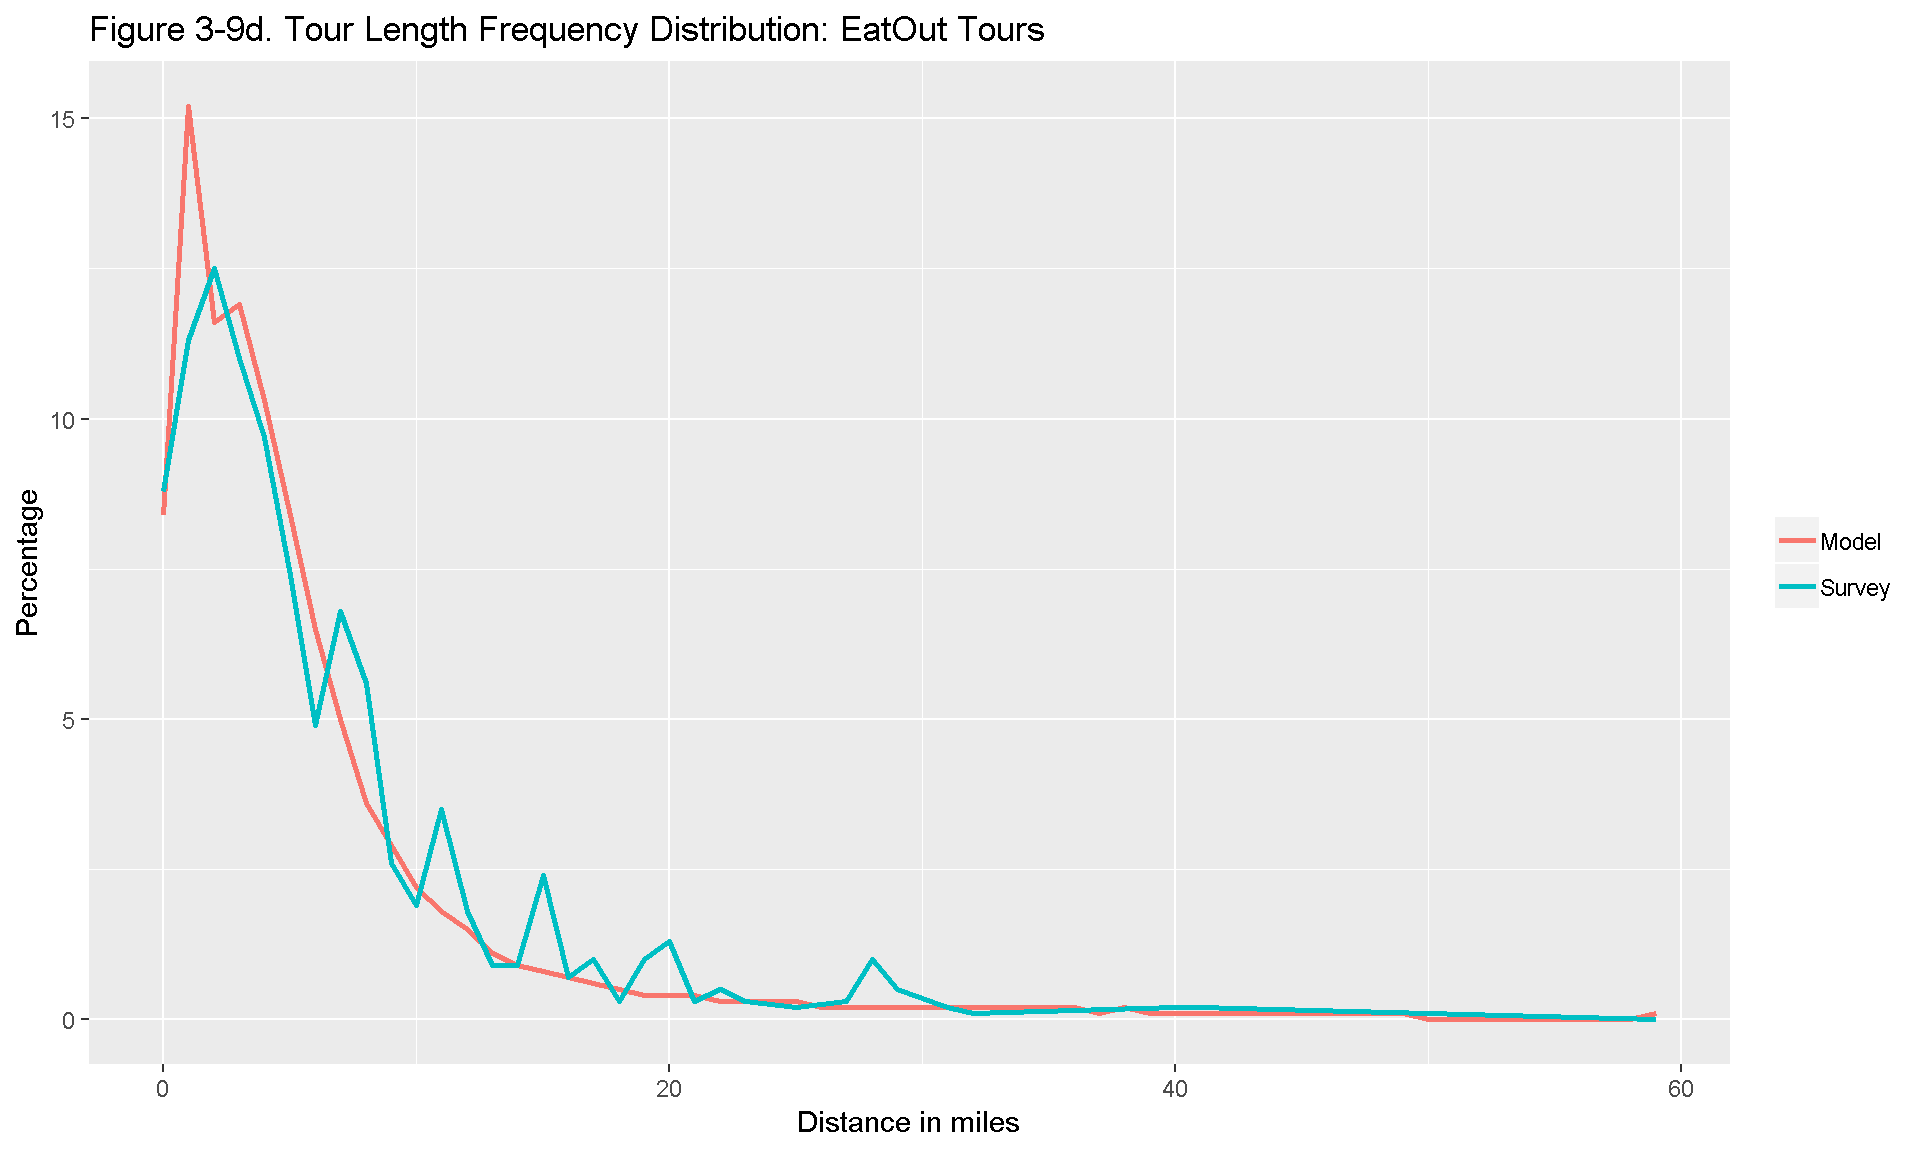 Figure 3-9d. Tour Length Frequency Distribution: EatOut Tours
15
10
5
0
Percentage
0 20 40 60
Distance in miles
Model
Survey